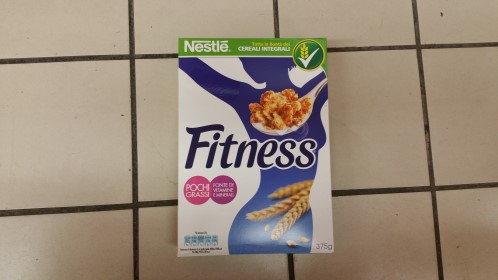 Nestlé
Tutta la Bontà dei
CEREALI INTEGRALI
Fitness
POCHI
GRASSI
FONTE DI
VITAMINE
E MINERALI
375g